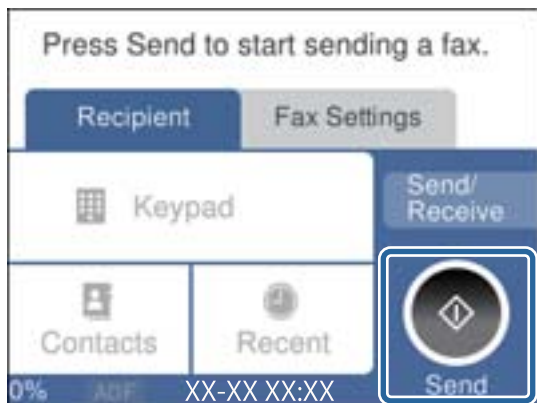 Press Send to start sending a fax.
Recipient
Fax Settings
Keypad
Send/
Receive
Contacts
Recent
0%
ADF
XX-XX XX:XX
Send